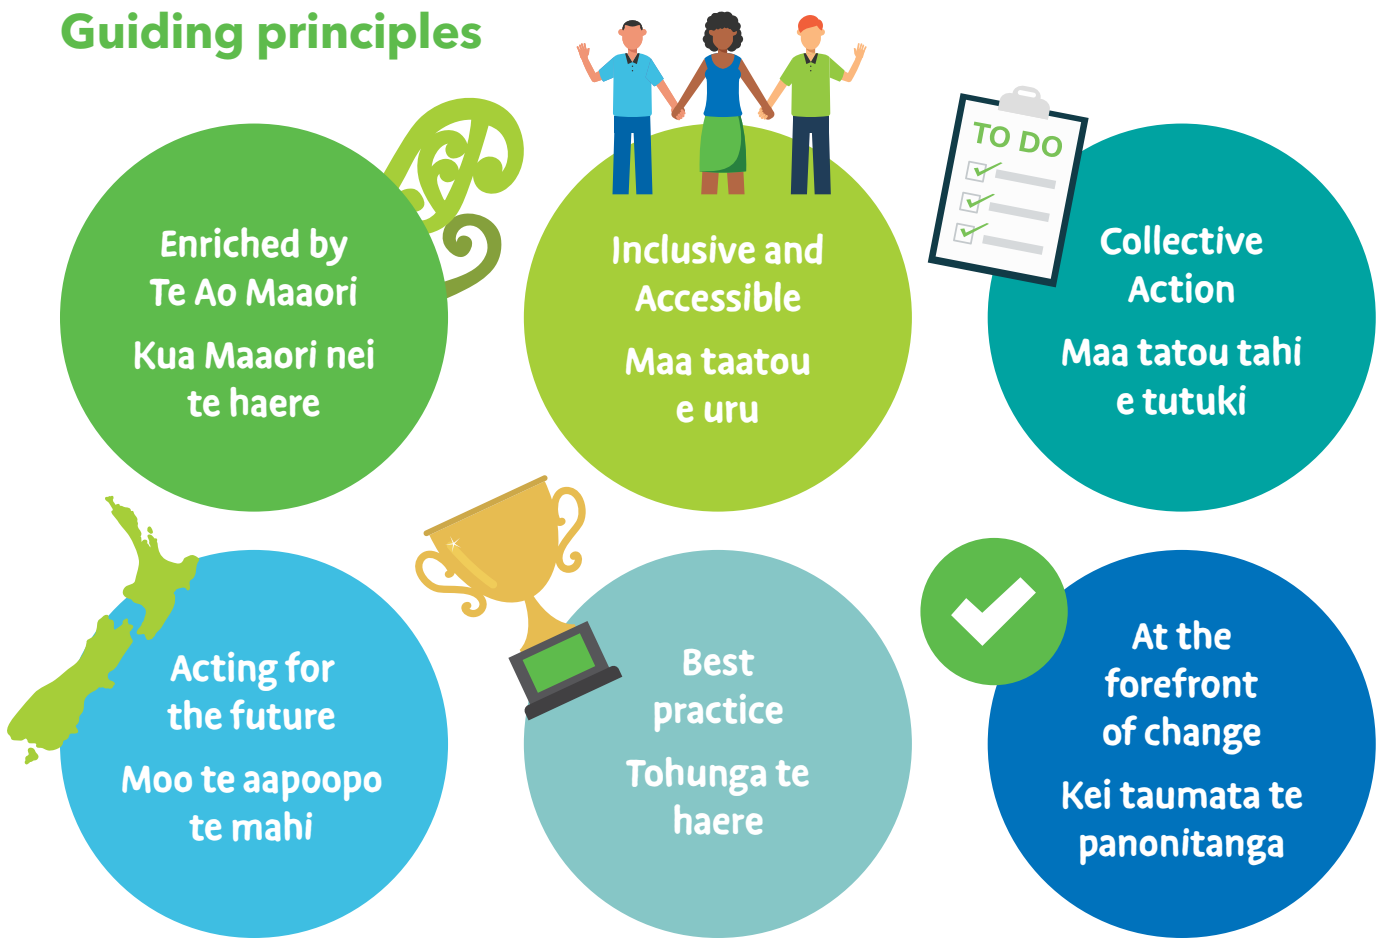 Guiding principles
Enriched by
Te Ao Maaori
Kua Maaori nei
te haere
Inclusive and
Accessible
Maa taatou
e uru
TO DO
Collective
Action
Maa tatou tahi
e tutuki
Acting for
the future
Moo te aapoopo
te mahi
Best
practice
Tohunga te
haere
At the
forefront
of change
Kei taumata te
panonitanga